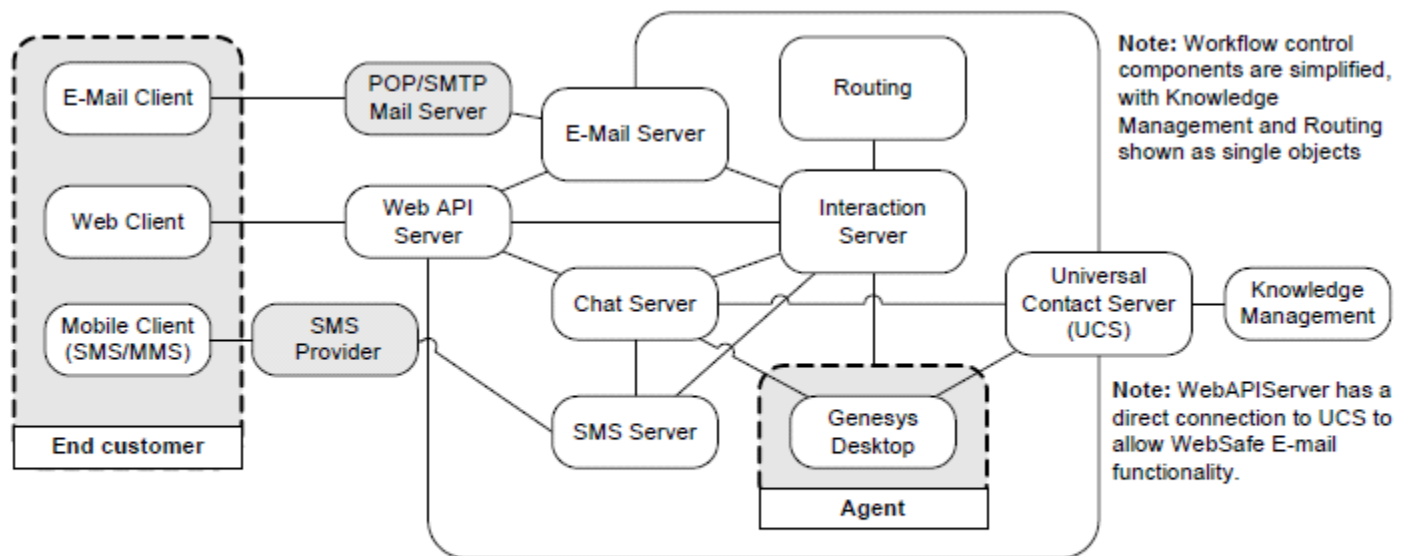 E-Mail Client
POP/SMTP
Mail Server
E-Mail Server
Routing
Note: Workflow control
components are simplified,
with Knowledge
Management and Routing
shown as single objects
Web Client
Web API
Server
Interaction
Server
Mobile Client
(SMS/MMS)
SMS
Provider
Chat Server
Universal
Contact Server
(UCS)
Knowledge
Management
SMS Server
Genesys
Desktop
Note: WebAPIServer has a
direct connection to UCS to
allow WebSafe E-mail
functionality.
End customer
Agent